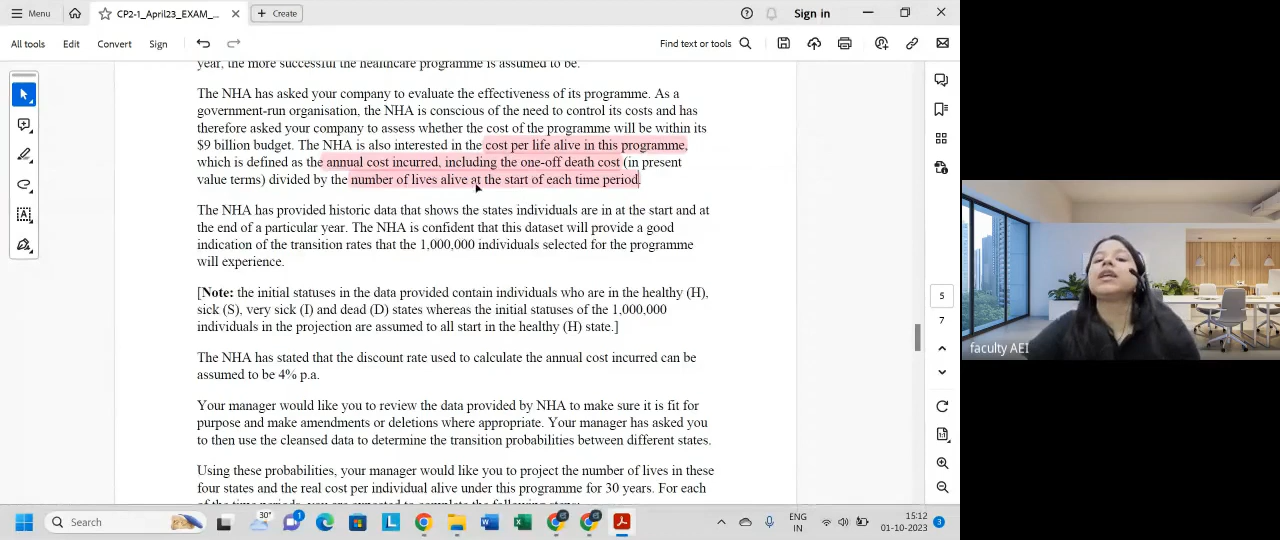 Menu
CP2-1_April23_EXAM_...
Create
Sign in
All tools
Edit
Convert
Sign
Find text or tools
year, the more successful the healthcare programme is assumed to be.
The NHA has asked your company to evaluate the effectiveness of its programme. As a
government-run organisation, the NHA is conscious of the need to control its costs and has
therefore asked your company to assess whether the cost of the programme will be within its
$9 billion budget. The NHA is also interested in the cost per life alive in this programme,
which is defined as the annual cost incurred, including the one-off death cost (in present
value terms) divided by the number of lives alive at the start of each time period.
The NHA has provided historic data that shows the states individuals are in at the start and at
the end of a particular year. The NHA is confident that this dataset will provide a good
indication of the transition rates that the 1,000,000 individuals selected for the programme
will experience.
[Note: the initial statuses in the data provided contain individuals who are in the healthy (H),
sick (S), very sick (I) and dead (D) states whereas the initial statuses of the 1,000,000
individuals in the projection are assumed to all start in the healthy (H) state.]
The NHA has stated that the discount rate used to calculate the annual cost incurred can be
assumed to be 4% p.a.
Your manager would like you to review the data provided by NHA to make sure it is fit for
purpose and make amendments or deletions where appropriate. Your manager has asked you
to then use the cleansed data to determine the transition probabilities between different states.
Using these probabilities, your manager would like you to project the number of lives in these
four states and the real cost per individual alive under this programme for 30 years. For each
of the time periods, you are expected to complete the following steps:
5
7
faculty AEI
Search
30°
1
ENG
IN
15:12
01-10-2023
3